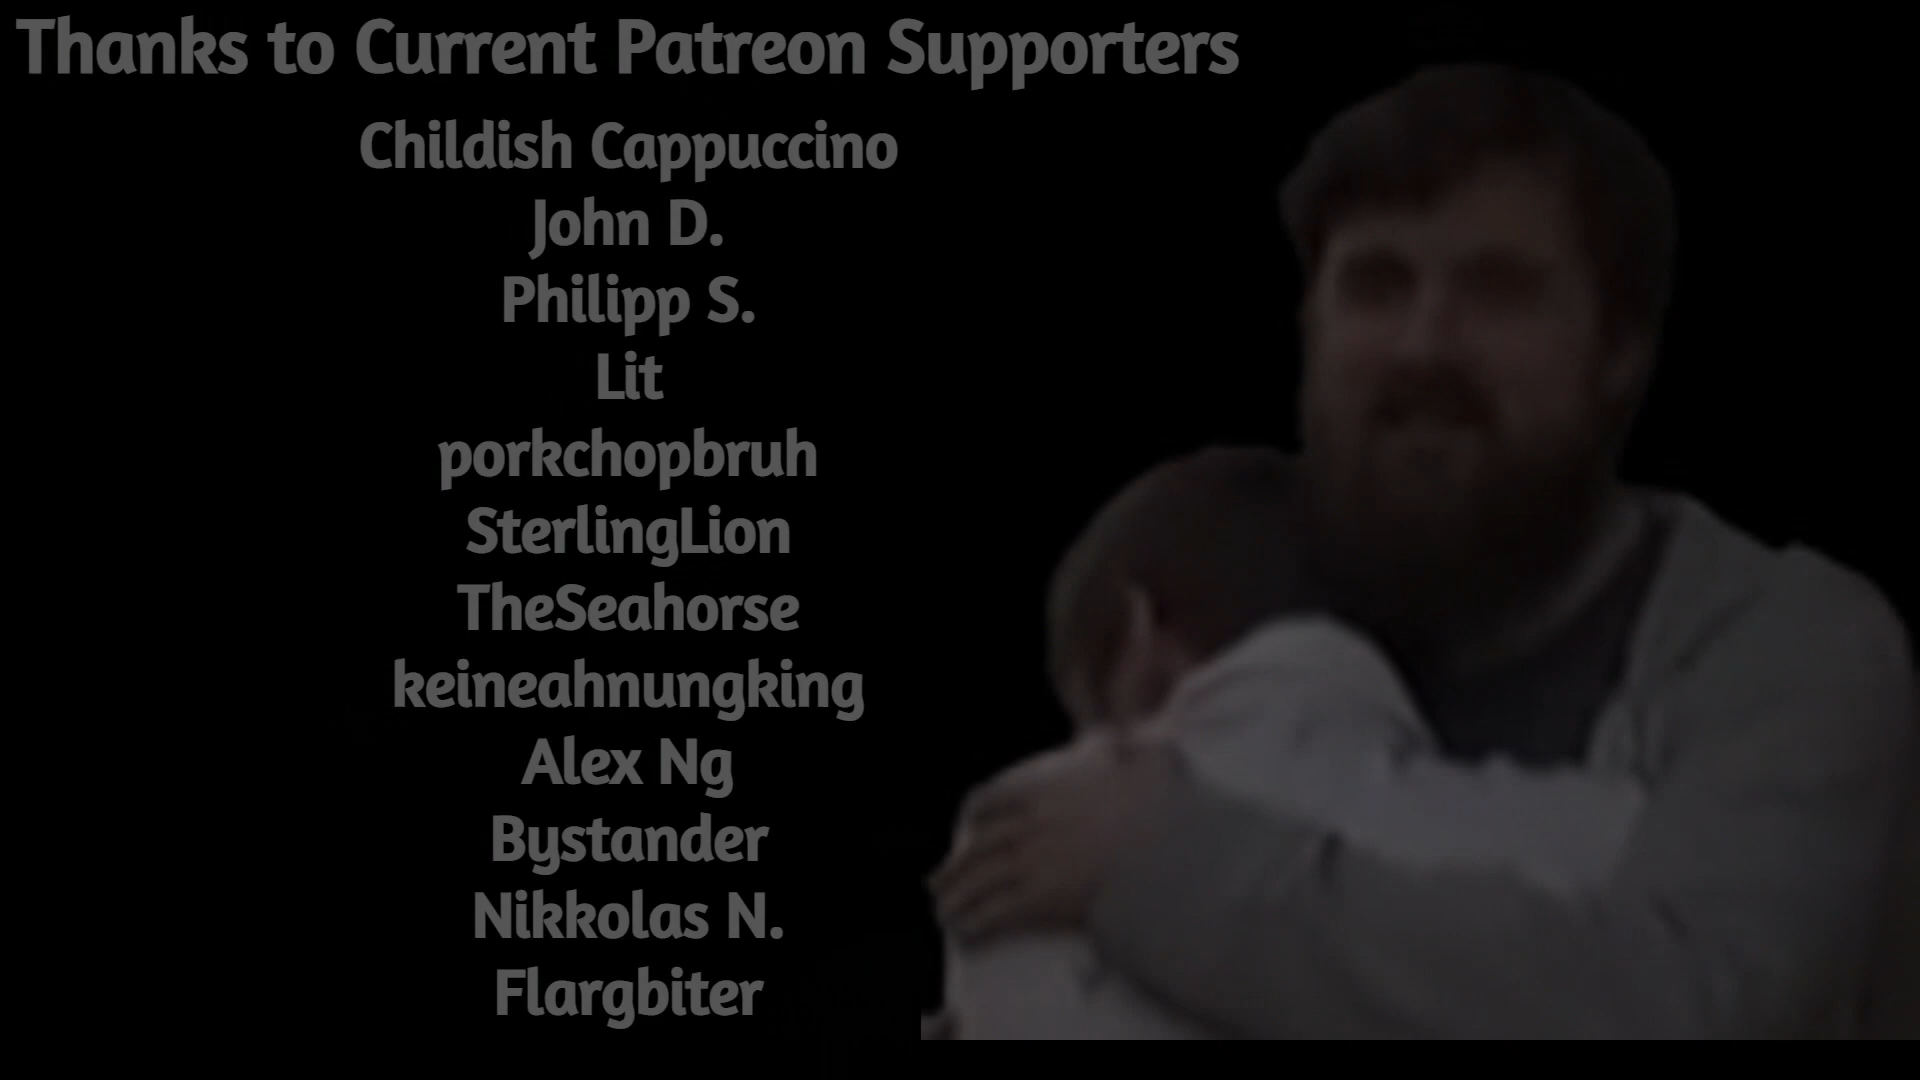 Thanks to Current Patreon Supporters
Childish Cappuccino
John D.
Philipp S.
Lit
porkchopbruh
SterlingLion
TheSeahorse
keineahnungking
Alex Ng
Bystander
Nikkolas N.
Flargbiter